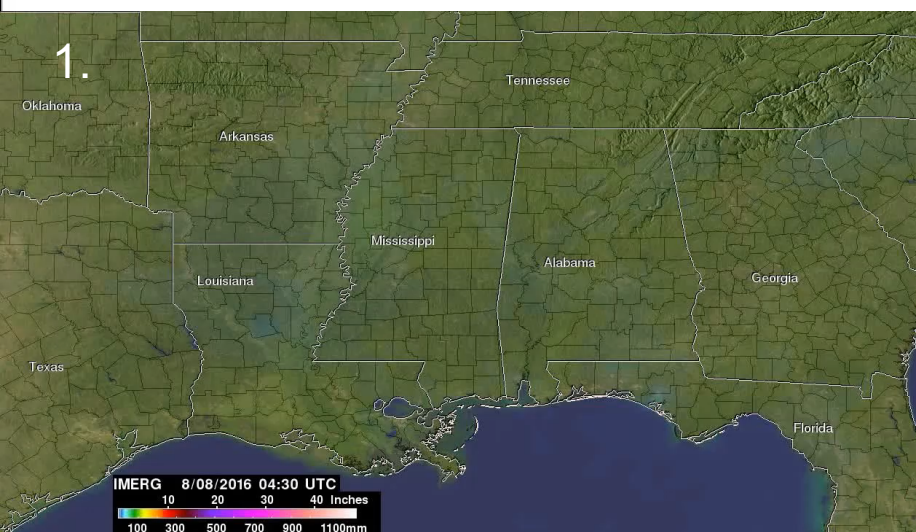 1.
Tennessee
Oklahoma
Arkansas
Mississippi
Alabama
Louisiana
Georgia
Texas
Florida
IMERG 8/08/2016 04:30 UTC
10 20 30 40 Inches
100 300 500 700 900 1100mm